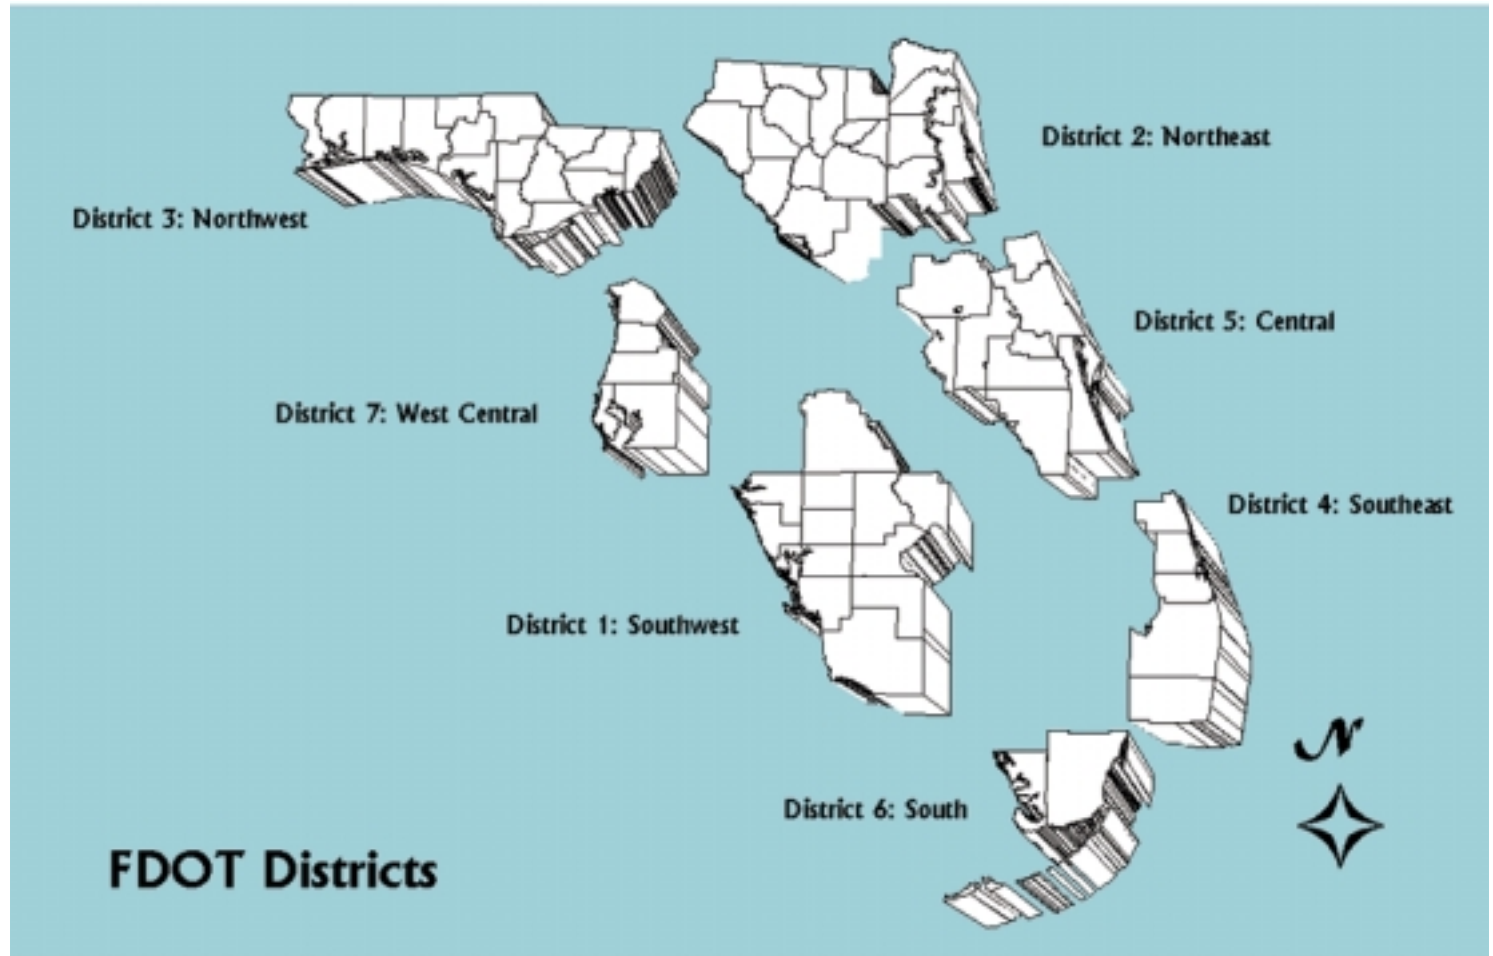 District 2: Northeast
District 3: Northwest
District 5: Central
District 7: West Central
District 4: Southeast
District 1: Southwest
N
District 6: South
FDOT Districts